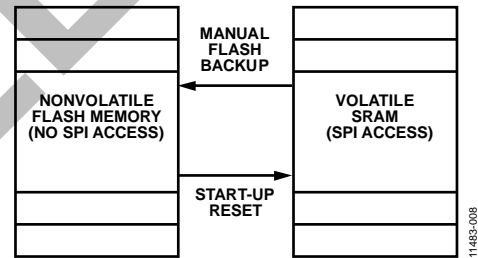 MANUAL
FLASH
BACKUP
NONVOLATILE
FLASH MEMORY
(NO SPI ACCESS)
VOLATILE
SRAM
(SPI ACCESS)
START-UP
RESET
11483-008